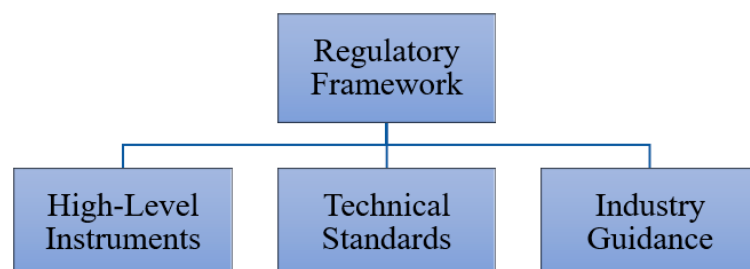 Regulatory
Framework
High-Level
Instruments
Technical
Standards
Industry
Guidance